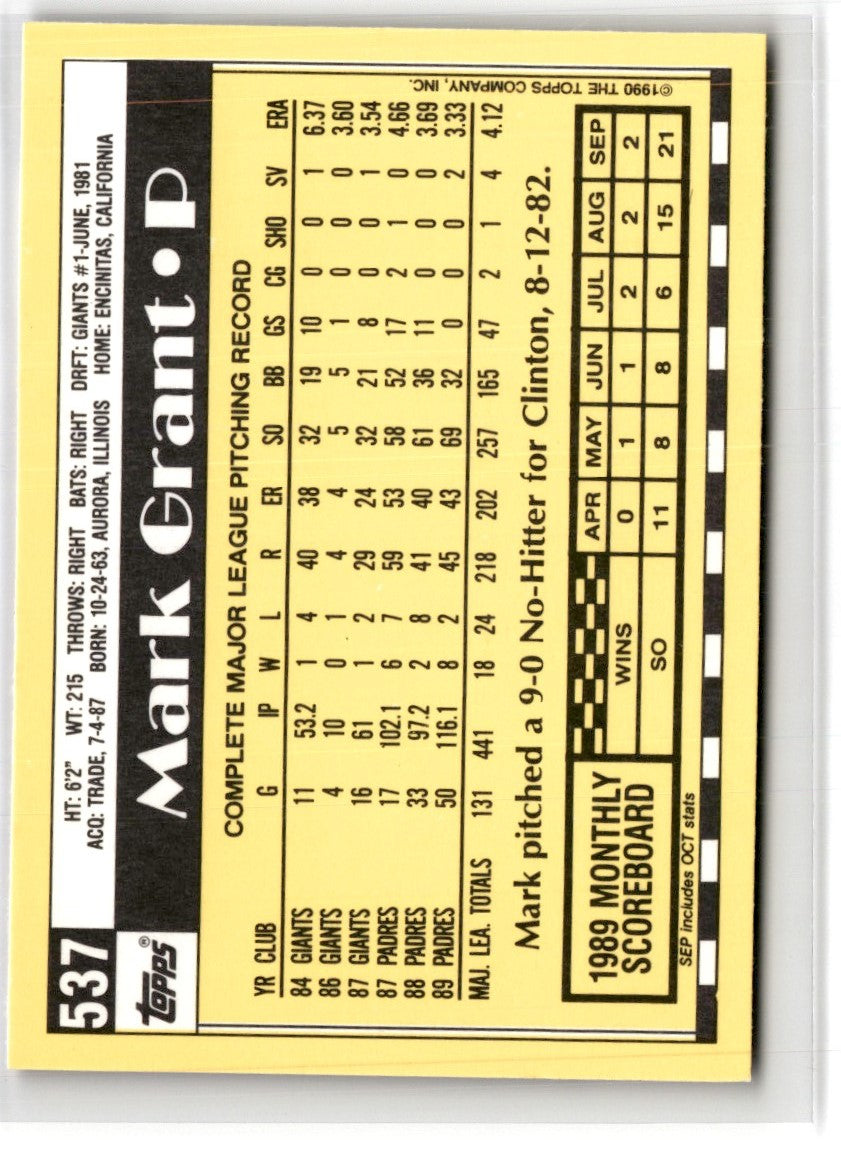 537
HT: 6'2" WT: 215 THROWS: RIGHT BATS: RIGHT DRFT: GIANTS #1-JUNE, 1981
ACQ: TRADE, 7-4-87 BORN: 10-24-63, AURORA, ILLINOIS HOME: ENCINITAS, CALIFORNIA
TOPPS®
Mark Grant • P
COMPLETE MAJOR LEAGUE PITCHING RECORD
YR CLUB G IP W L R ER SO BB GS CG SHO SV ERA
84 GIANTS 11 53.2 1 4 40 38 32 19 10 0 0 1 6.37
86 GIANTS 4 10 0 1 4 4 5 5 1 0 0 0 3.60
87 GIANTS 16 61 1 2 29 24 32 21 8 0 0 1 3.54
87 PADRES 17 102.1 6 7 59 53 58 52 17 2 1 0 4.66
88 PADRES 33 97.2 2 8 41 40 61 36 11 0 0 0 3.69
89 PADRES 50 116.1 8 2 45 43 69 32 0 0 0 2 3.33
MAJ. LEA. TOTALS 131 441 18 24 218 202 257 165 47 2 1 4 4.12
Mark pitched a 9-0 No-Hitter for Clinton, 8-12-82.
1989 MONTHLY
SCOREBOARD
APR MAY JUN JUL AUG SEP
WINS 0 1 1 2 2 2
SO 11 8 8 6 15 21
SEP includes OCT stats
©1990 THE TOPPS COMPANY, INC.